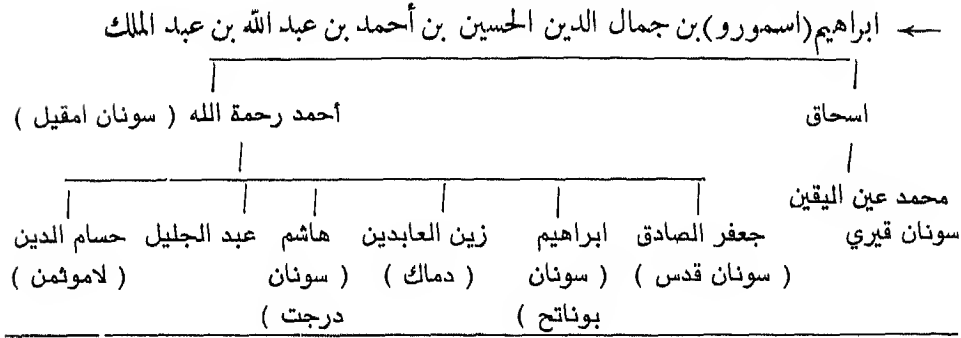 ← ابراهيم(اسمورو)بن جمال الدين الحسين بن أحمد بن عبد الله بن عبد الملك
اسحاق أحمد رحمة الله ( سونان امقيل )
محمد عين اليقين
سونان قيري
جعفر الصادق ابراهيم زين العابدين هاشم عبد الجليل حسام الدين
( سونان قدس ) ( سونان ( دماك ) ( سونان ( لاموثمن )
بوناتح ) درجت )